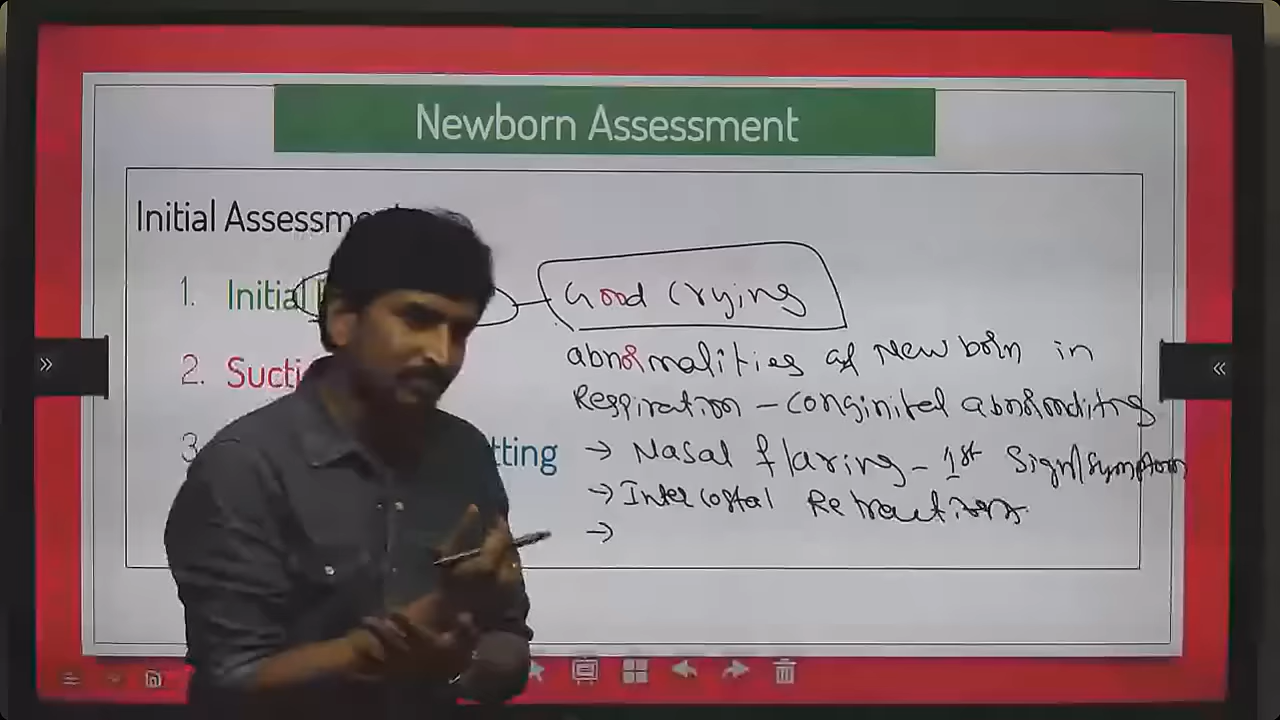 Newborn Assessment
Initial Assessm
1. Initial
Good Crying
2. Sucti
abnormalities of New born in
Respiration - Conginital abnormalities
3. tting
→ Nasal flaring - 1st Sign/Symptom
→ Intercostal Retractions
→